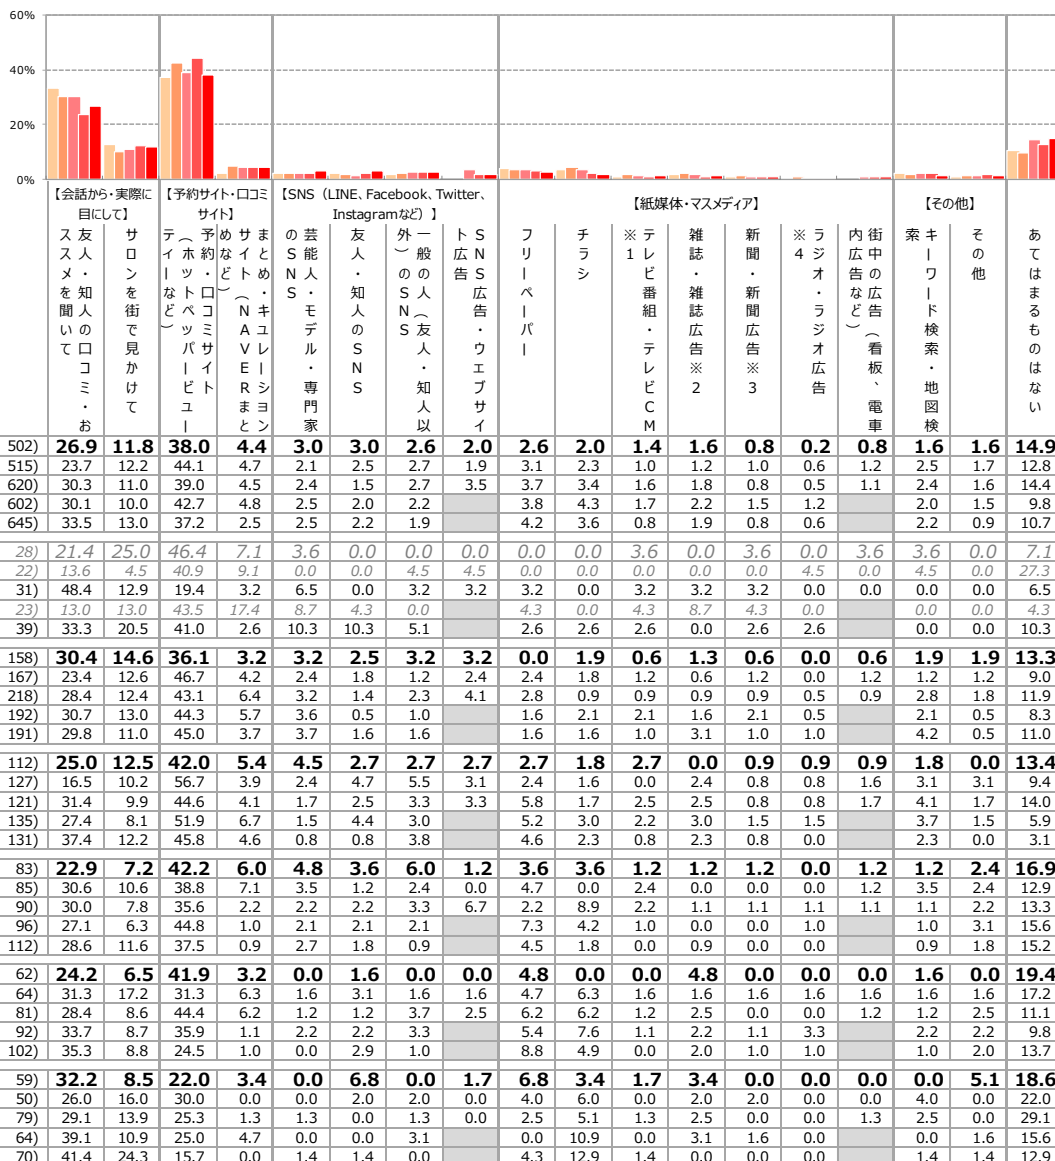 60%
40%
20%
0%
【会話から・実際に目にして】
【予約サイト・口コミサイト】
【SNS（LINE、Facebook、Twitter、Instagramなど）】
【紙媒体・マスメディア】
【その他】
友人・知人の口コミ・おススメを聞いて
サロンを街で見かけて
予約・口コミサイト（ホットペッパービューティーなど）
まとめ・キュレーションサイト（NAVERまとめなど）
芸能人・モデル・専門家のSNS
友人・知人のSNS
一般の人（友人・知人以外）のSNS
SNS広告・ウエブサイト広告
フリーペーパー
チラシ
テレビ番組・テレビCM※1
雑誌・雑誌広告※2
新聞・新聞広告※3
ラジオ・ラジオ広告※4
街中の広告（看板、電車内広告など）
キーワード検索・地図検索
その他
あてはまるものはない
502) 26.9 11.8 38.0 4.4 3.0 3.0 2.6 2.0 2.6 2.0 1.4 1.6 0.8 0.2 0.8 1.6 1.6 14.9
515) 23.7 12.2 44.1 4.7 2.1 2.5 2.7 1.9 3.1 2.3 1.0 1.2 1.0 0.6 1.2 2.5 1.7 12.8
620) 30.3 11.0 39.0 4.5 2.4 1.5 2.7 3.5 3.7 3.4 1.6 1.8 0.8 0.5 1.1 2.4 1.6 14.4
602) 30.1 10.0 42.7 4.8 2.5 2.0 2.2 3.8 4.3 1.7 2.2 1.5 1.2 2.0 1.5 9.8
645) 33.5 13.0 37.2 2.5 2.5 2.2 1.9 4.2 3.6 0.8 1.9 0.8 0.6 2.2 0.9 10.7
28) 21.4 25.0 46.4 7.1 3.6 0.0 0.0 0.0 0.0 0.0 3.6 0.0 3.6 0.0 3.6 3.6 0.0 7.1
22) 13.6 4.5 40.9 9.1 0.0 0.0 4.5 4.5 0.0 0.0 0.0 0.0 0.0 4.5 0.0 4.5 0.0 27.3
31) 48.4 12.9 19.4 3.2 6.5 0.0 3.2 3.2 3.2 0.0 3.2 3.2 3.2 0.0 0.0 0.0 0.0 6.5
23) 13.0 13.0 43.5 17.4 8.7 4.3 0.0 4.3 0.0 4.3 8.7 4.3 0.0 0.0 0.0 4.3
39) 33.3 20.5 41.0 2.6 10.3 10.3 5.1 2.6 2.6 2.6 0.0 2.6 2.6 0.0 0.0 10.3
158) 30.4 14.6 36.1 3.2 3.2 2.5 3.2 3.2 0.0 1.9 0.6 1.3 0.6 0.0 0.6 1.9 1.9 13.3
167) 23.4 12.6 46.7 4.2 2.4 1.8 1.2 2.4 2.4 1.8 1.2 0.6 1.2 0.0 1.2 1.2 1.2 9.0
218) 28.4 12.4 43.1 6.4 3.2 1.4 2.3 4.1 2.8 0.9 0.9 0.9 0.9 0.5 0.9 2.8 1.8 11.9
192) 30.7 13.0 44.3 5.7 3.6 0.5 1.0 1.6 2.1 2.1 1.6 2.1 0.5 2.1 0.5 8.3
191) 29.8 11.0 45.0 3.7 3.7 1.6 1.6 1.6 1.6 1.0 3.1 1.0 1.0 4.2 0.5 11.0
112) 25.0 12.5 42.0 5.4 4.5 2.7 2.7 2.7 2.7 1.8 2.7 0.0 0.9 0.9 0.9 1.8 0.0 13.4
127) 16.5 10.2 56.7 3.9 2.4 4.7 5.5 3.1 2.4 1.6 0.0 2.4 0.8 0.8 1.6 3.1 3.1 9.4
121) 31.4 9.9 44.6 4.1 1.7 2.5 3.3 3.3 5.8 1.7 2.5 2.5 0.8 0.8 1.7 4.1 1.7 14.0
135) 27.4 8.1 51.9 6.7 1.5 4.4 3.0 5.2 3.0 2.2 3.0 1.5 1.5 3.7 1.5 5.9
131) 37.4 12.2 45.8 4.6 0.8 0.8 3.8 4.6 2.3 0.8 2.3 0.8 0.0 2.3 0.0 3.1
83) 22.9 7.2 42.2 6.0 4.8 3.6 6.0 1.2 3.6 3.6 1.2 1.2 1.2 0.0 1.2 1.2 2.4 16.9
85) 30.6 10.6 38.8 7.1 3.5 1.2 2.4 0.0 4.7 0.0 2.4 0.0 0.0 0.0 1.2 3.5 2.4 12.9
90) 30.0 7.8 35.6 2.2 2.2 2.2 3.3 6.7 2.2 8.9 2.2 1.1 1.1 1.1 1.1 1.1 2.2 13.3
96) 27.1 6.3 44.8 1.0 2.1 2.1 2.1 7.3 4.2 1.0 0.0 0.0 1.0 1.0 3.1 15.6
112) 28.6 11.6 37.5 0.9 2.7 1.8 0.9 4.5 1.8 0.0 0.9 0.0 0.0 0.9 1.8 15.2
62) 24.2 6.5 41.9 3.2 0.0 1.6 0.0 0.0 4.8 0.0 0.0 4.8 0.0 0.0 0.0 1.6 0.0 19.4
64) 31.3 17.2 31.3 6.3 1.6 3.1 1.6 1.6 4.7 6.3 1.6 1.6 1.6 1.6 1.6 1.6 1.6 17.2
81) 28.4 8.6 44.4 6.2 1.2 1.2 3.7 2.5 6.2 6.2 1.2 2.5 0.0 0.0 1.2 1.2 2.5 11.1
92) 33.7 8.7 35.9 1.1 2.2 2.2 3.3 5.4 7.6 1.1 2.2 1.1 3.3 2.2 2.2 9.8
102) 35.3 8.8 24.5 1.0 0.0 2.9 1.0 8.8 4.9 0.0 2.0 1.0 1.0 1.0 2.0 13.7
59) 32.2 8.5 22.0 3.4 0.0 6.8 0.0 1.7 6.8 3.4 1.7 3.4 0.0 0.0 0.0 0.0 5.1 18.6
50) 26.0 16.0 30.0 0.0 0.0 2.0 2.0 0.0 4.0 6.0 0.0 2.0 2.0 0.0 0.0 4.0 0.0 22.0
79) 29.1 13.9 25.3 1.3 1.3 0.0 1.3 0.0 2.5 5.1 1.3 2.5 0.0 0.0 1.3 2.5 0.0 29.1
64) 39.1 10.9 25.0 4.7 0.0 0.0 3.1 0.0 10.9 0.0 3.1 1.6 0.0 0.0 1.6 15.6
70) 41.4 24.3 15.7 0.0 1.4 1.4 0.0 4.3 12.9 1.4 0.0 0.0 0.0 1.4 1.4 12.9